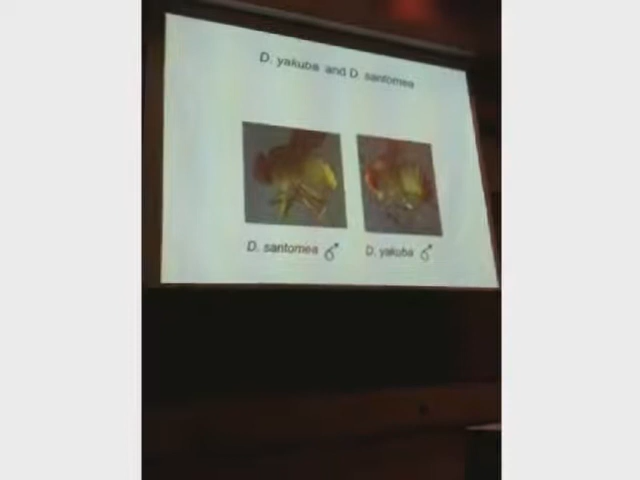 D. yakuba and D. santomea
D. santomea ♂
D. yakuba ♂